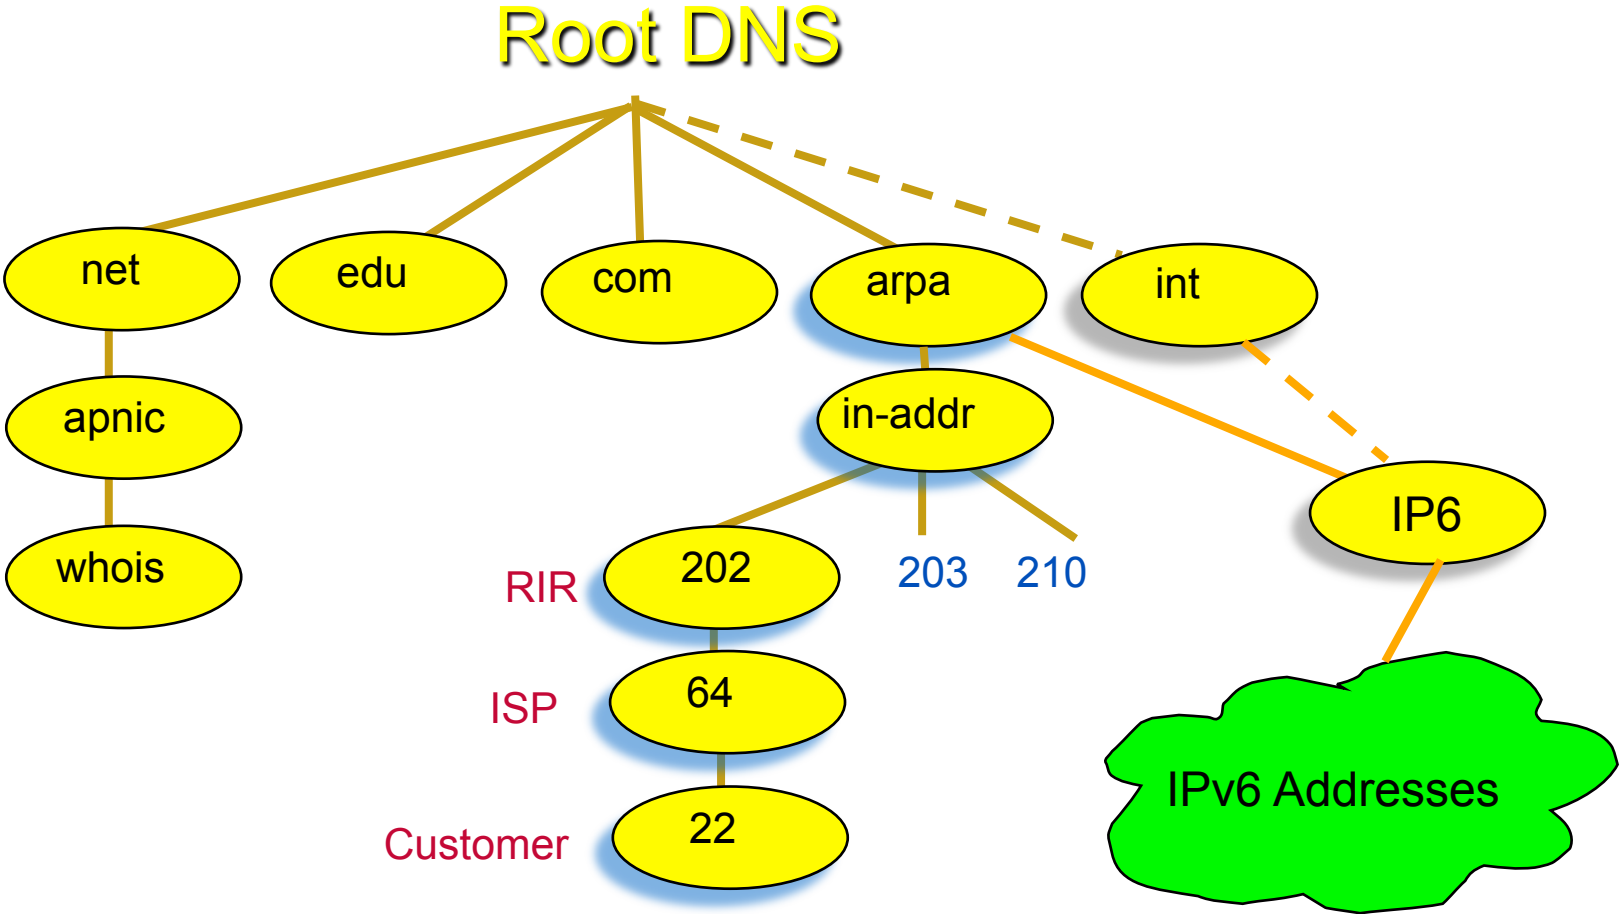 Root DNS
net
edu
com
arpa
int
apnic
in-addr
IP6
whois
RIR
202
203
210
ISP
64
IPv6 Addresses
Customer
22